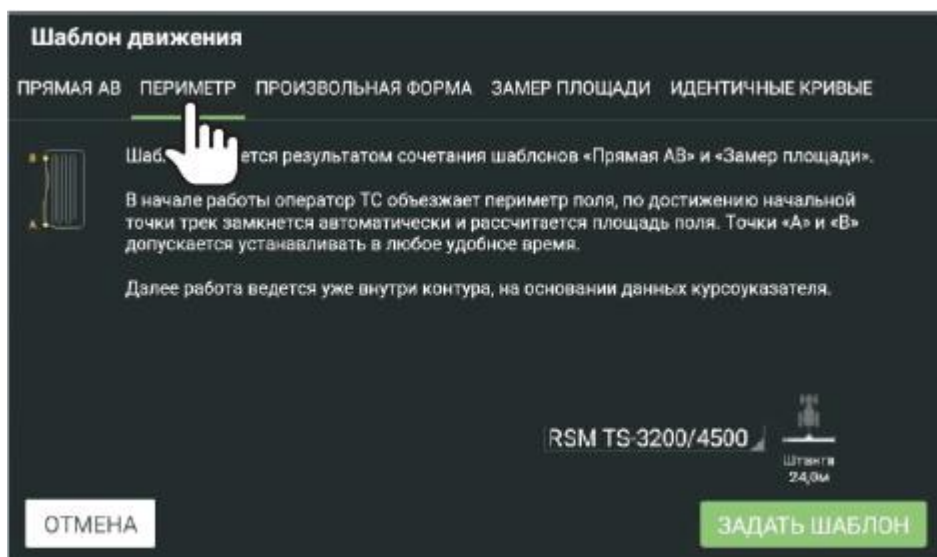 Шаблон движения
ПРЯМАЯ АВ ПЕРИМЕТР ПРОИЗВОЛЬНАЯ ФОРМА ЗАМЕР ПЛОЩАДИ ИДЕНТИЧНЫЕ КРИВЫЕ
результатом сочетания шаблонов «Прямая АВ» и «Замер площади».
B
В начале работы оператор ТС объезжает периметр поля, по достижению начальной
точки трек замкнется автоматически и рассчитается площадь поля. Точки «А» и «В»
A
допускается устанавливать в любое удобное время.
Далее работа ведется уже внутри контура, на основании данных курсоуказателя.
RSM TS-3200/4500
Штанга
24,0м
ОТМЕНА
ЗАДАТЬ ШАБЛОН